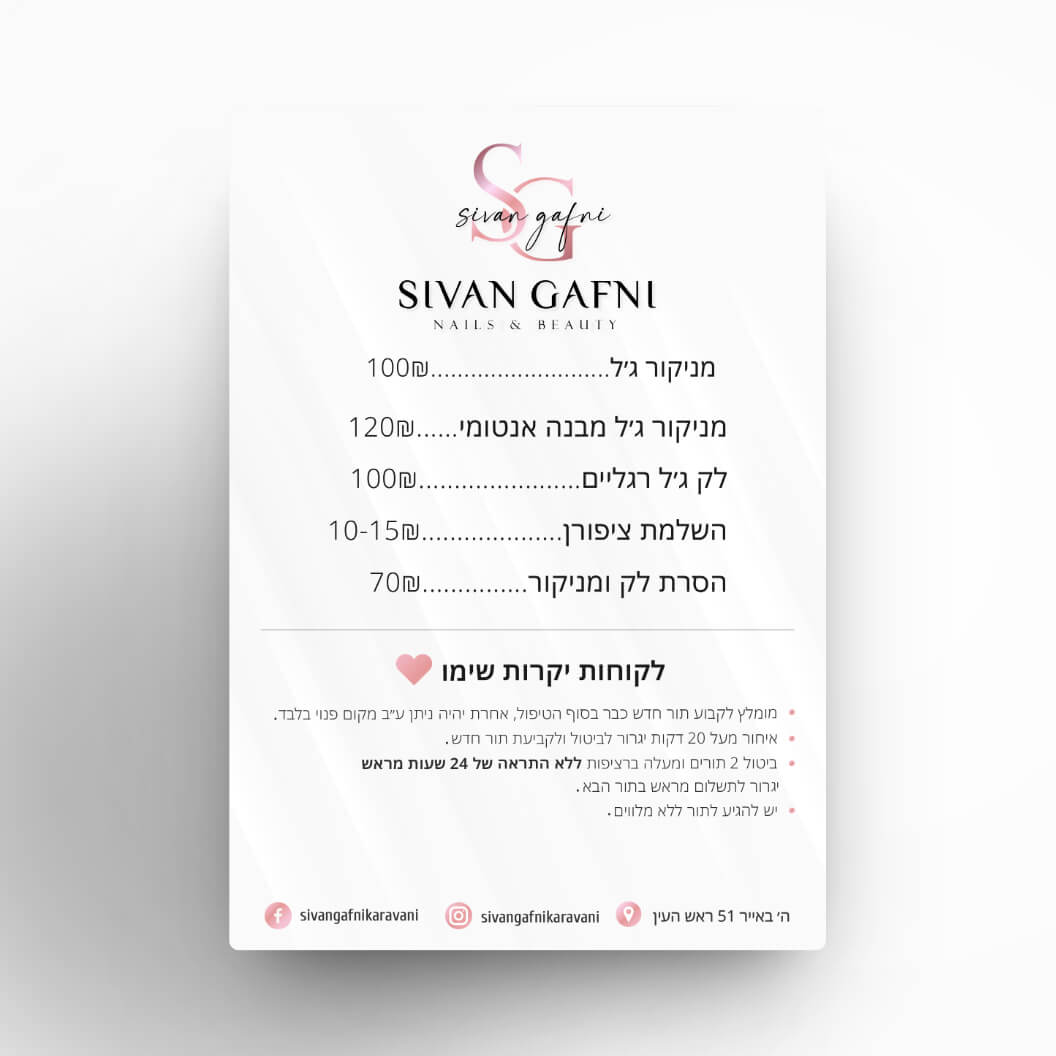 SG
sivan gafni
SIVAN GAFNI
NAILS & BEAUTY
מניקור ג׳ל...........................100₪
מניקור ג׳ל מבנה אנטומי......120₪
לק ג׳ל רגליים.......................100₪
השלמת ציפורן....................10-15₪
הסרת לק ומניקור...............70₪
לקוחות יקרות שימו
מומלץ לקבוע תור חדש כבר בסוף הטיפול, אחרת יהיה ניתן ע״ב מקום פנוי בלבד.
איחור מעל 20 דקות יגרור לביטול ולקביעת תור חדש.
ביטול 2 תורים ומעלה ברציפות ללא התראה של 24 שעות מראש
יגרור לתשלום מראש בתור הבא.
יש להגיע לתור ללא מלווים.
ה׳ באייר 51 ראש העין sivangafnikaravani sivangafnikaravani